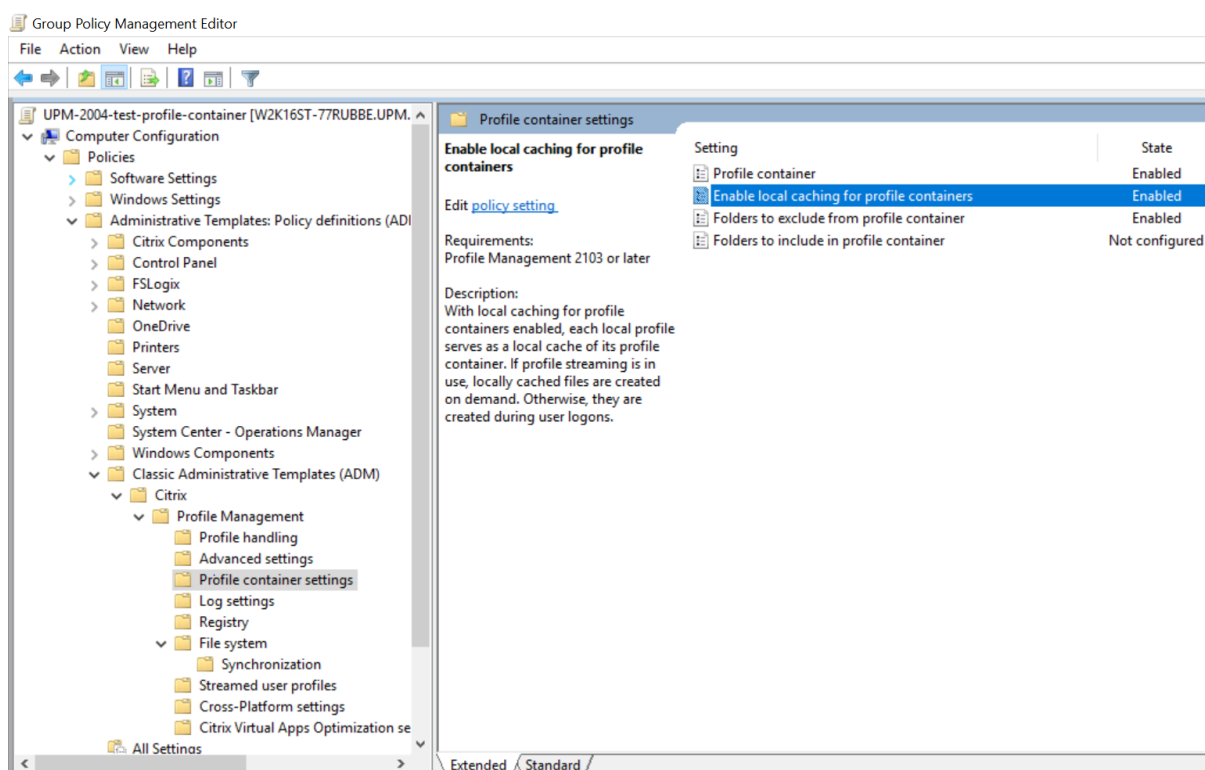 Group Policy Management Editor
File Action View Help
UPM-2004-test-profile-container [W2K16ST-77RUBBE.UPM.
Computer Configuration
Policies
Software Settings
Windows Settings
Administrative Templates: Policy definitions (ADI
Citrix Components
Control Panel
FSLogix
Network
OneDrive
Printers
Server
Start Menu and Taskbar
System
System Center - Operations Manager
Windows Components
Classic Administrative Templates (ADM)
Citrix
Profile Management
Profile handling
Advanced settings
Profile container settings
Log settings
Registry
File system
Synchronization
Streamed user profiles
Cross-Platform settings
Citrix Virtual Apps Optimization se
All Settings
Profile container settings
Enable local caching for profile
containers
Edit policy setting
Requirements:
Profile Management 2103 or later
Description:
With local caching for profile
containers enabled, each local profile
serves as a local cache of its profile
container. If profile streaming is in
use, locally cached files are created
on demand. Otherwise, they are
created during user logons.
Setting State
Profile container Enabled
Enable local caching for profile containers Enabled
Folders to exclude from profile container Enabled
Folders to include in profile container Not configured
Extended Standard